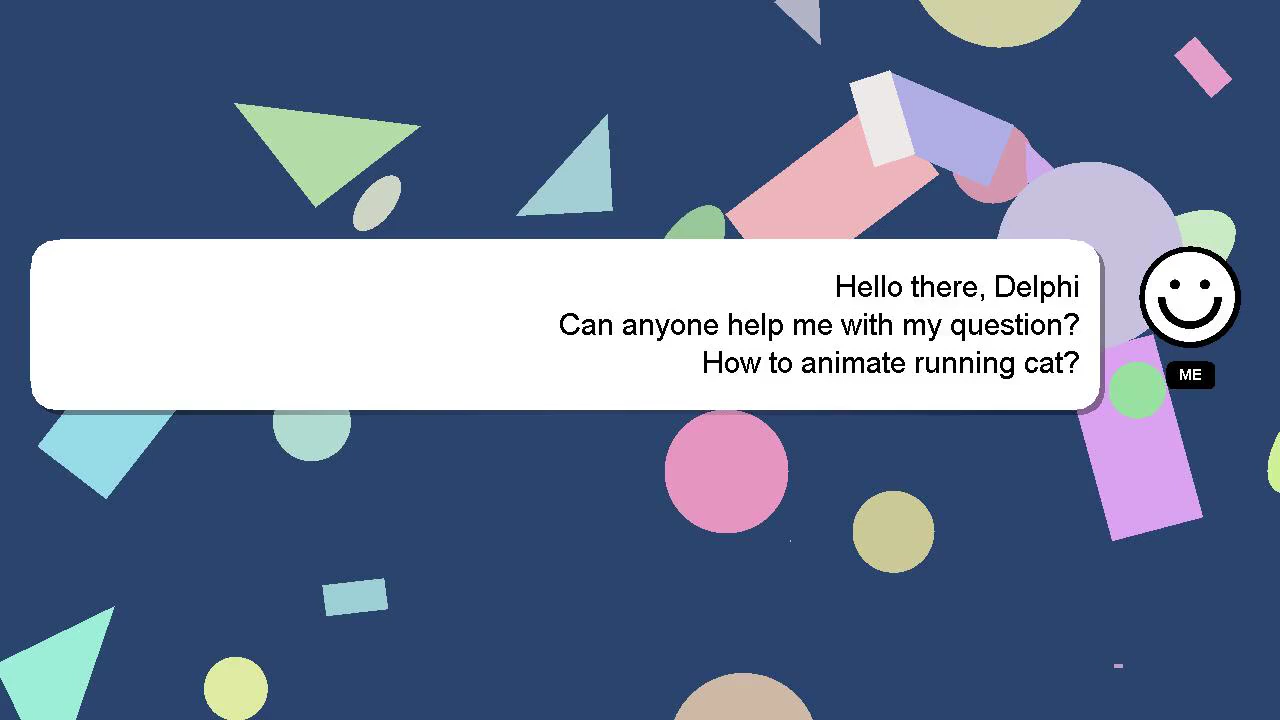 Hello there, Delphi
Can anyone help me with my question?
How to animate running cat?
ME